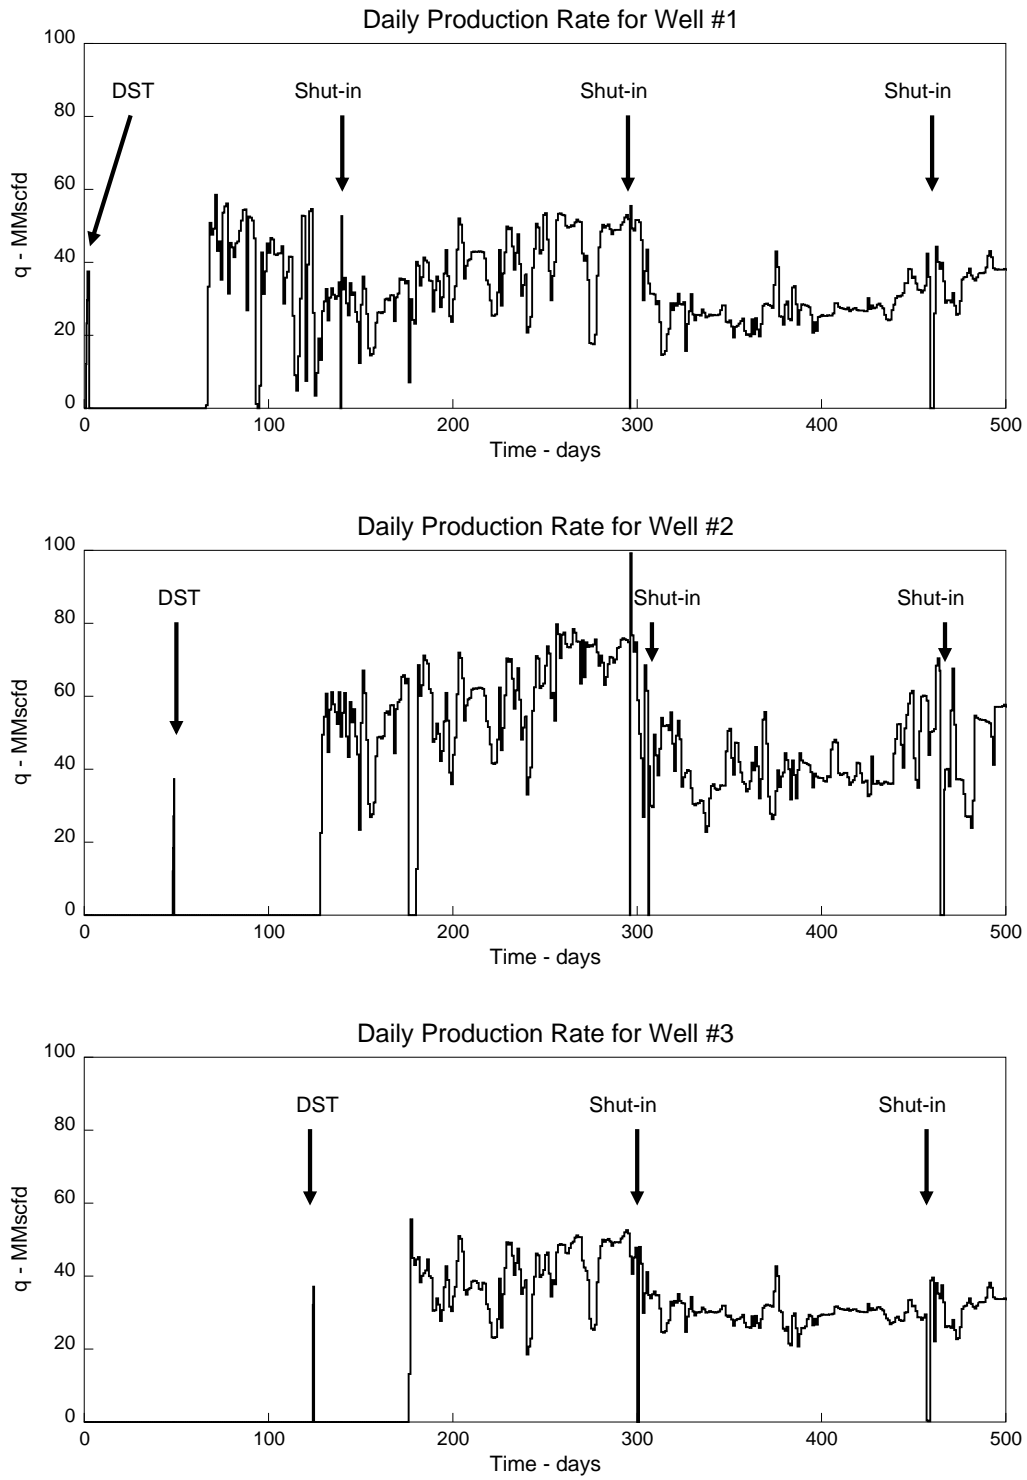 Daily Production Rate for Well #1
100
DST
Shut-in
Shut-in
Shut-in
80
60
q - MMscfd
40
20
0
0
100
200
300
400
500
Time - days
Daily Production Rate for Well #2
100
DST
Shut-in
Shut-in
80
60
q - MMscfd
40
20
0
0
100
200
300
400
500
Time - days
Daily Production Rate for Well #3
100
DST
Shut-in
Shut-in
80
60
q - MMscfd
40
20
0
0
100
200
300
400
500
Time - days